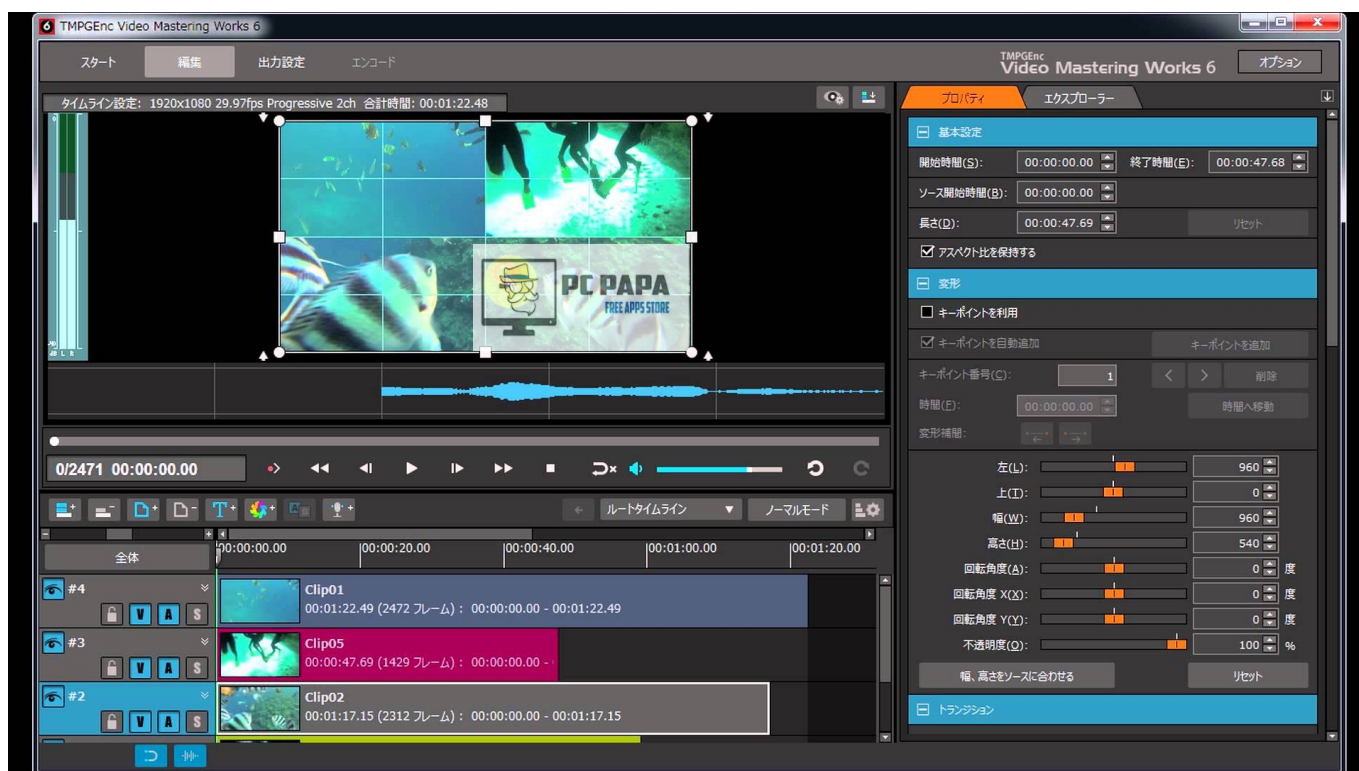 TMPGEnc Video Mastering Works 6
スタート 編集 出力設定 エンコード
TMPGEnc
Video Mastering Works 6
オプション
タイムライン設定: 1920x1080 29.97fps Progressive 2ch 合計時間: 00:01:22.48
プロパティ エクスプローラー
基本設定
開始時間(S): 00:00:00.00 終了時間(E): 00:00:47.68
ソース開始時間(B): 00:00:00.00
長さ(D): 00:00:47.69 リセット
アスペクト比を保持する
変形
キーポイントを利用
キーポイントを自動追加 キーポイントを追加
キーポイント番号(C): 1 削除
時間(F): 00:00:00.00 時間へ移動
変形補間:
左(L): 960
上(T): 0
幅(W): 960
高さ(H): 540
回転角度(A): 0 度
回転角度 X(X): 0 度
回転角度 Y(Y): 0 度
不透明度(O): 100 %
幅、高さをソースに合わせる リセット
トランジション
PC PAPA
FREE APPS STORE
dB L R
0/2471 00:00:00.00
ルートタイムライン ノーマルモード
全体
00:00:00.00 00:00:20.00 00:00:40.00 00:01:00.00 00:01:20.00
#4 Clip01
V A S 00:01:22.49 (2472 フレーム) : 00:00:00.00 - 00:01:22.49
#3 Clip05
V A S 00:00:47.69 (1429 フレーム) : 00:00:00.00 -
#2 Clip02
V A S 00:01:17.15 (2312 フレーム) : 00:00:00.00 - 00:01:17.15